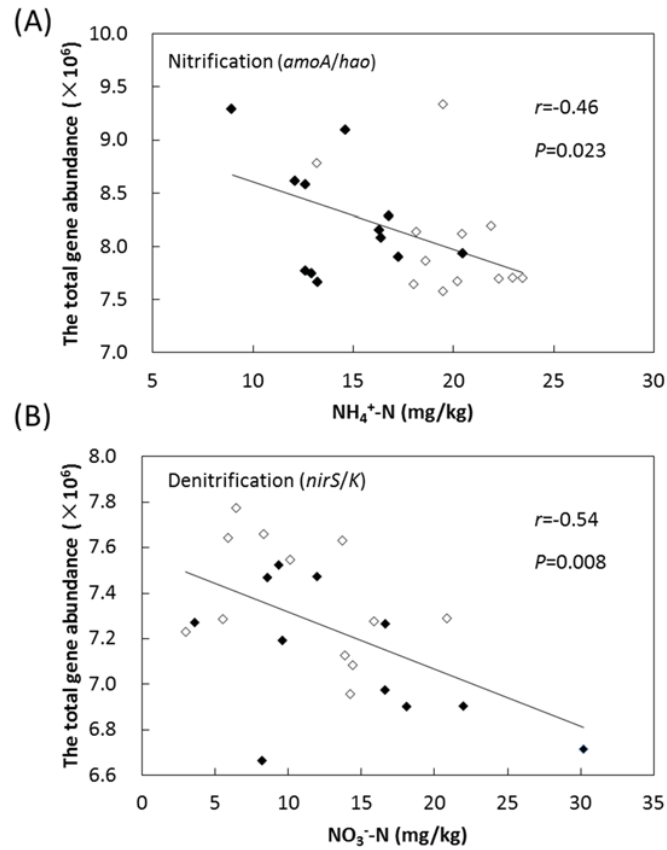 (A)
The total gene abundance (×10⁶)
10.0
9.5
9.0
8.5
8.0
7.5
7.0
Nitrification (amoA/hao)
r=-0.46
P=0.023
5
10
15
20
25
NH₄⁺-N (mg/kg)
(B)
The total gene abundance (×10⁶)
8.0
7.8
7.6
7.4
7.2
7.0
6.8
6.6
Denitrification (nirS/K)
r=-0.54
P=0.008
0
5
10
15
20
25
30
35
NO₃⁻-N (mg/kg)